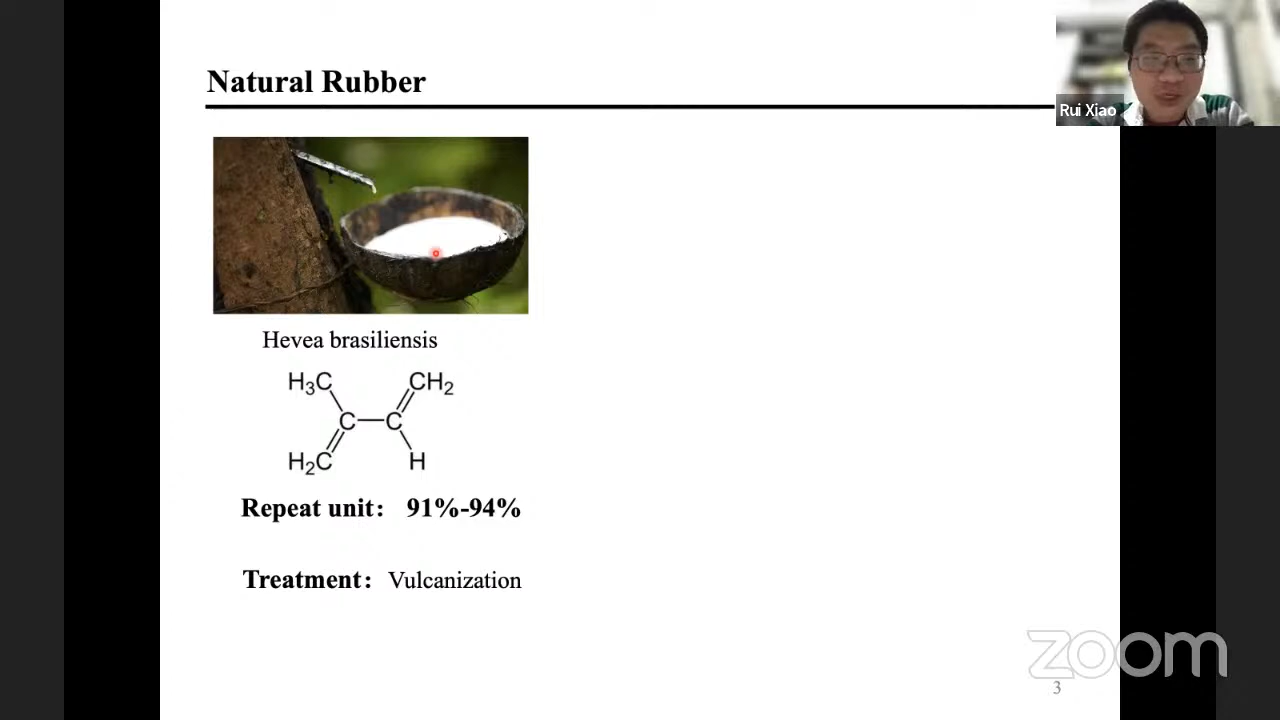 Natural Rubber
Rui Xiao
Hevea brasiliensis
H₃C CH₂
C C
H₂C H
Repeat unit： 91%-94%
Treatment： Vulcanization
zoom
3